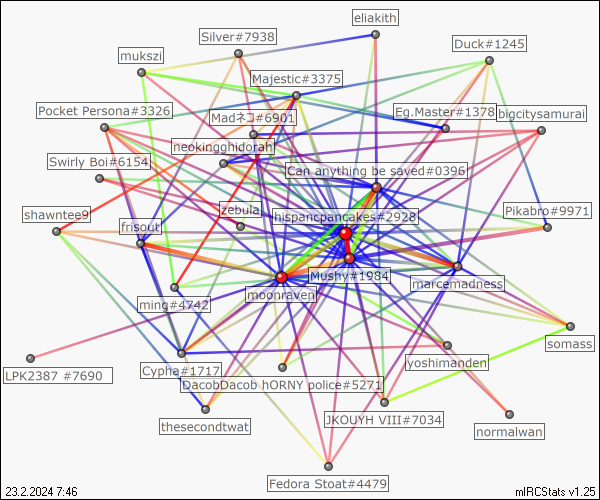 eliakith
Silver#7938
Duck#1245
mukszi
Majestic#3375
Pocket Persona#3326
Madネコ#6901
Eg.Master#1378
bigcitysamurai
neokingghidorah
Swirly Boi#6154
Can anything be saved#0396
shawntee9
zebula
hispancpancakes#2928
Pikabro#9971
frisout
Mushy#1984
marcemadness
ming#4742
moonraven
somass
LPK2387 #7690
Cypha#1717
yoshimanden
DacobDacob hORNY police#5271
thesecondtwat
JKOUYH VIII#7034
normalwan
Fedora Stoat#4479
23.2.2024 7:46
mIRCStats v1.25